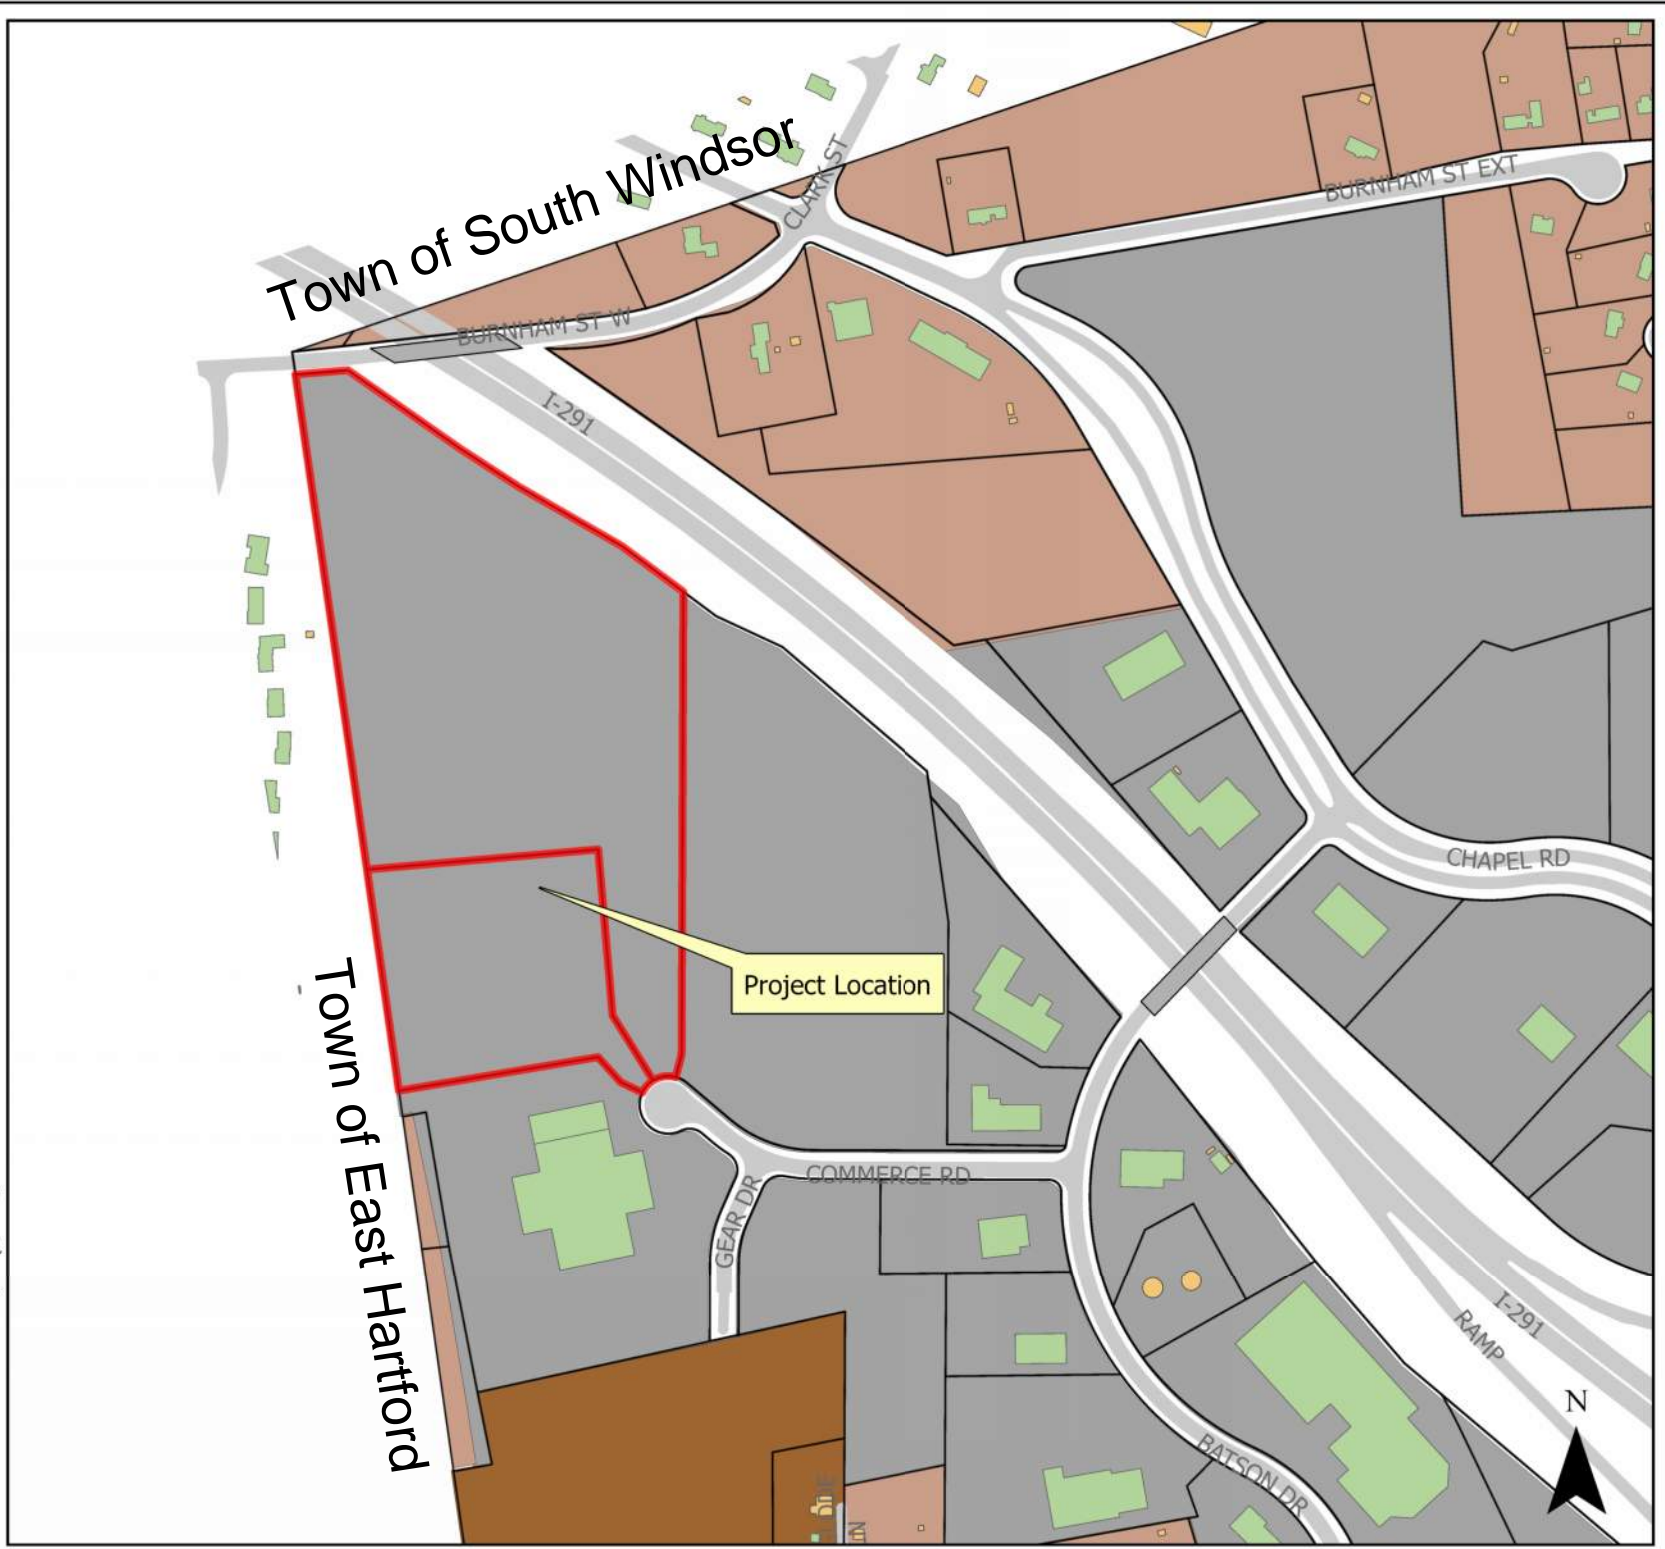 CLARK ST
Town of South Windsor
BURNHAM ST EXT
BURNHAM ST W
I-291
CHAPEL RD
Project Location
Town of East Hartford
COMMERCE RD
GEAR DR
I-291
RAMP
N
BATSON DR